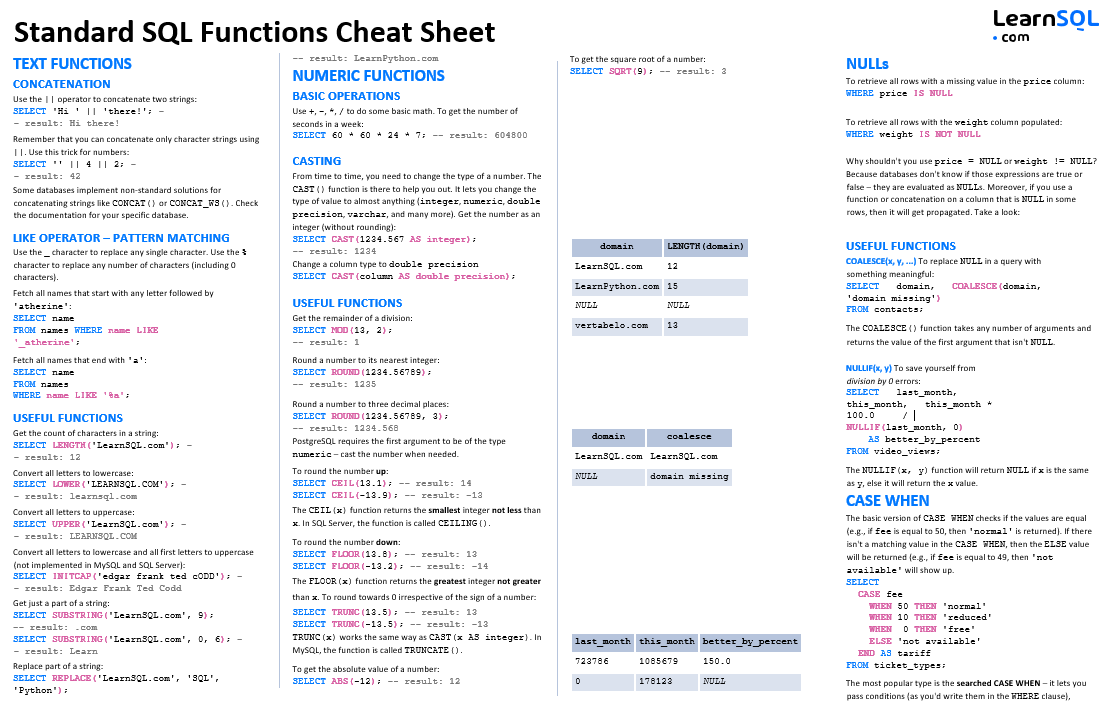 Standard SQL Functions Cheat Sheet
LearnSQL
• com
TEXT FUNCTIONS
CONCATENATION
Use the || operator to concatenate two strings:
SELECT 'Hi ' || 'there!'; -
- result: Hi there!
Remember that you can concatenate only character strings using
||. Use this trick for numbers:
SELECT '' || 4 || 2; -
- result: 42
Some databases implement non-standard solutions for
concatenating strings like CONCAT() or CONCAT_WS(). Check
the documentation for your specific database.
LIKE OPERATOR – PATTERN MATCHING
Use the _ character to replace any single character. Use the %
character to replace any number of characters (including 0
characters).
Fetch all names that start with any letter followed by
'atherine':
SELECT name
FROM names WHERE name LIKE
'_atherine';
Fetch all names that end with 'a':
SELECT name
FROM names
WHERE name LIKE '%a';
USEFUL FUNCTIONS
Get the count of characters in a string:
SELECT LENGTH('LearnSQL.com'); -
- result: 12
Convert all letters to lowercase:
SELECT LOWER('LEARNSQL.COM'); -
- result: learnsql.com
Convert all letters to uppercase:
SELECT UPPER('LearnSQL.com'); -
- result: LEARNSQL.COM
Convert all letters to lowercase and all first letters to uppercase
(not implemented in MySQL and SQL Server):
SELECT INITCAP('edgar frank ted cODD'); -
- result: Edgar Frank Ted Codd
Get just a part of a string:
SELECT SUBSTRING('LearnSQL.com', 9);
-- result: .com
SELECT SUBSTRING('LearnSQL.com', 0, 6); -
- result: Learn
Replace part of a string:
SELECT REPLACE('LearnSQL.com', 'SQL',
'Python');
-- result: LearnPython.com
NUMERIC FUNCTIONS
BASIC OPERATIONS
Use +, -, *, / to do some basic math. To get the number of
seconds in a week:
SELECT 60 * 60 * 24 * 7; -- result: 604800
CASTING
From time to time, you need to change the type of a number. The
CAST() function is there to help you out. It lets you change the
type of value to almost anything (integer, numeric, double
precision, varchar, and many more). Get the number as an
integer (without rounding):
SELECT CAST(1234.567 AS integer);
-- result: 1234
Change a column type to double precision
SELECT CAST(column AS double precision);
USEFUL FUNCTIONS
Get the remainder of a division:
SELECT MOD(13, 2);
-- result: 1
Round a number to its nearest integer:
SELECT ROUND(1234.56789);
-- result: 1235
Round a number to three decimal places:
SELECT ROUND(1234.56789, 3);
-- result: 1234.568
PostgreSQL requires the first argument to be of the type
numeric – cast the number when needed.
To round the number up:
SELECT CEIL(13.1); -- result: 14
SELECT CEIL(-13.9); -- result: -13
The CEIL(x) function returns the smallest integer not less than
x. In SQL Server, the function is called CEILING().
To round the number down:
SELECT FLOOR(13.8); -- result: 13
SELECT FLOOR(-13.2); -- result: -14
The FLOOR(x) function returns the greatest integer not greater
than x. To round towards 0 irrespective of the sign of a number:
SELECT TRUNC(13.5); -- result: 13
SELECT TRUNC(-13.5); -- result: -13
TRUNC(x) works the same way as CAST(x AS integer). In
MySQL, the function is called TRUNCATE().
To get the absolute value of a number:
SELECT ABS(-12); -- result: 12
To get the square root of a number:
SELECT SQRT(9); -- result: 3
domain LENGTH(domain)
LearnSQL.com 12
LearnPython.com 15
NULL NULL
vertabelo.com 13
domain coalesce
LearnSQL.com LearnSQL.com
NULL domain missing
last_month this_month better_by_percent
723786 1085679 150.0
0 178123 NULL
NULLs
To retrieve all rows with a missing value in the price column:
WHERE price IS NULL
To retrieve all rows with the weight column populated:
WHERE weight IS NOT NULL
Why shouldn't you use price = NULL or weight != NULL?
Because databases don't know if those expressions are true or
false – they are evaluated as NULLs. Moreover, if you use a
function or concatenation on a column that is NULL in some
rows, then it will get propagated. Take a look:
USEFUL FUNCTIONS
COALESCE(x, y, ...) To replace NULL in a query with
something meaningful:
SELECT domain, COALESCE(domain,
'domain missing')
FROM contacts;
The COALESCE() function takes any number of arguments and
returns the value of the first argument that isn't NULL.
NULLIF(x, y) To save yourself from
division by 0 errors:
SELECT last_month,
this_month, this_month *
100.0 / |
NULLIF(last_month, 0)
AS better_by_percent
FROM video_views;
The NULLIF(x, y) function will return NULL if x is the same
as y, else it will return the x value.
CASE WHEN
The basic version of CASE WHEN checks if the values are equal
(e.g., if fee is equal to 50, then 'normal' is returned). If there
isn't a matching value in the CASE WHEN, then the ELSE value
will be returned (e.g., if fee is equal to 49, then 'not
available' will show up.
SELECT
CASE fee
WHEN 50 THEN 'normal'
WHEN 10 THEN 'reduced'
WHEN 0 THEN 'free'
ELSE 'not available'
END AS tariff
FROM ticket_types;
The most popular type is the searched CASE WHEN – it lets you
pass conditions (as you'd write them in the WHERE clause),